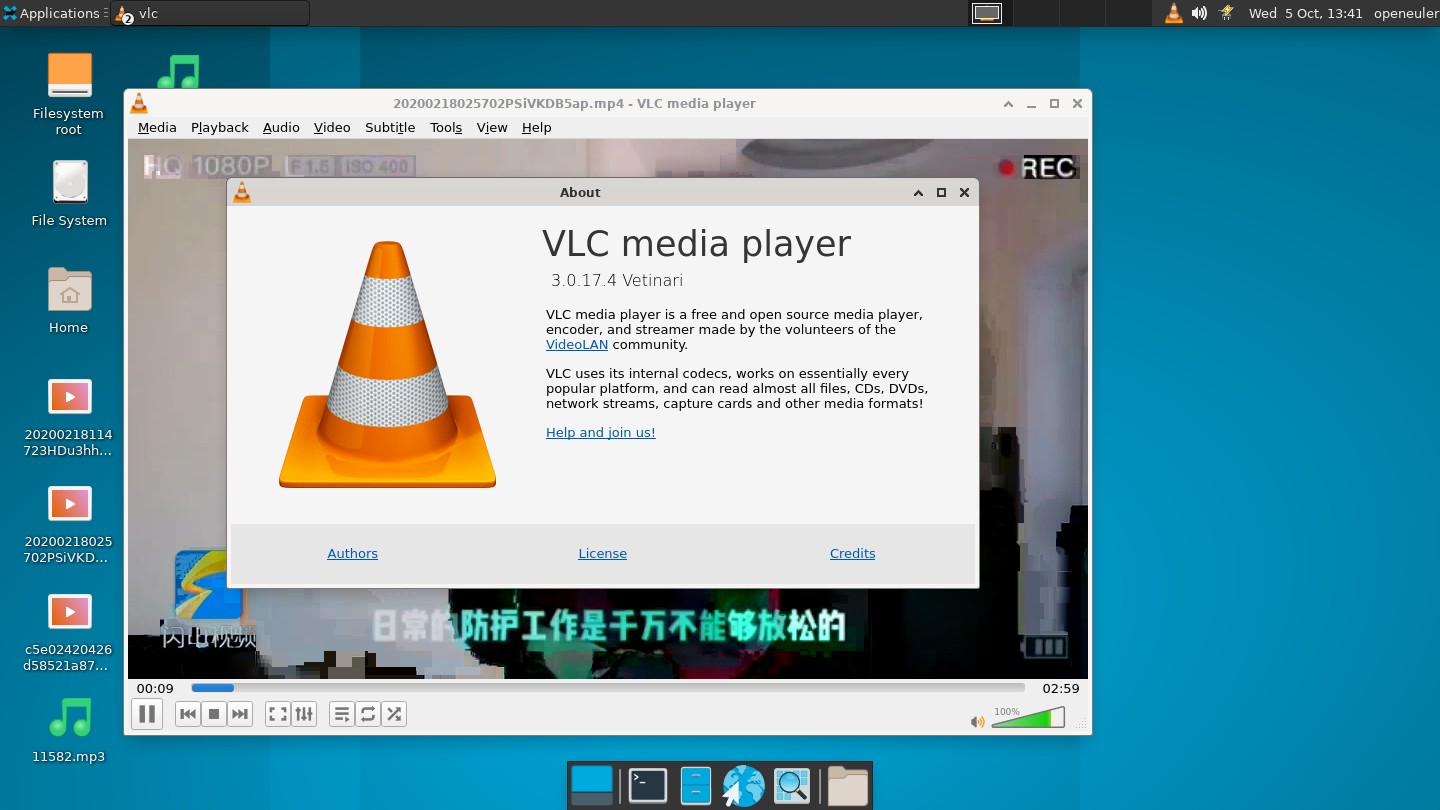 Applications
2 vlc
Wed 5 Oct, 13:41 openeuler
Filesystem
root
File System
Home
20200218114
723HDu3hh...
20200218025
702PSiVKD...
c5e02420426
d58521a87...
11582.mp3
20200218025702PSiVKDB5ap.mp4 - VLC media player
Media Playback Audio Video Subtitle Tools View Help
HQ 1080P F 1.5 ISO 400
REC
About
VLC media player
3.0.17.4 Vetinari
VLC media player is a free and open source media player,
encoder, and streamer made by the volunteers of the
VideoLAN community.
VLC uses its internal codecs, works on essentially every
popular platform, and can read almost all files, CDs, DVDs,
network streams, capture cards and other media formats!
Help and join us!
Authors License Credits
日常的防护工作是千万不能够放松的
闪电视频
00:09 02:59
100%